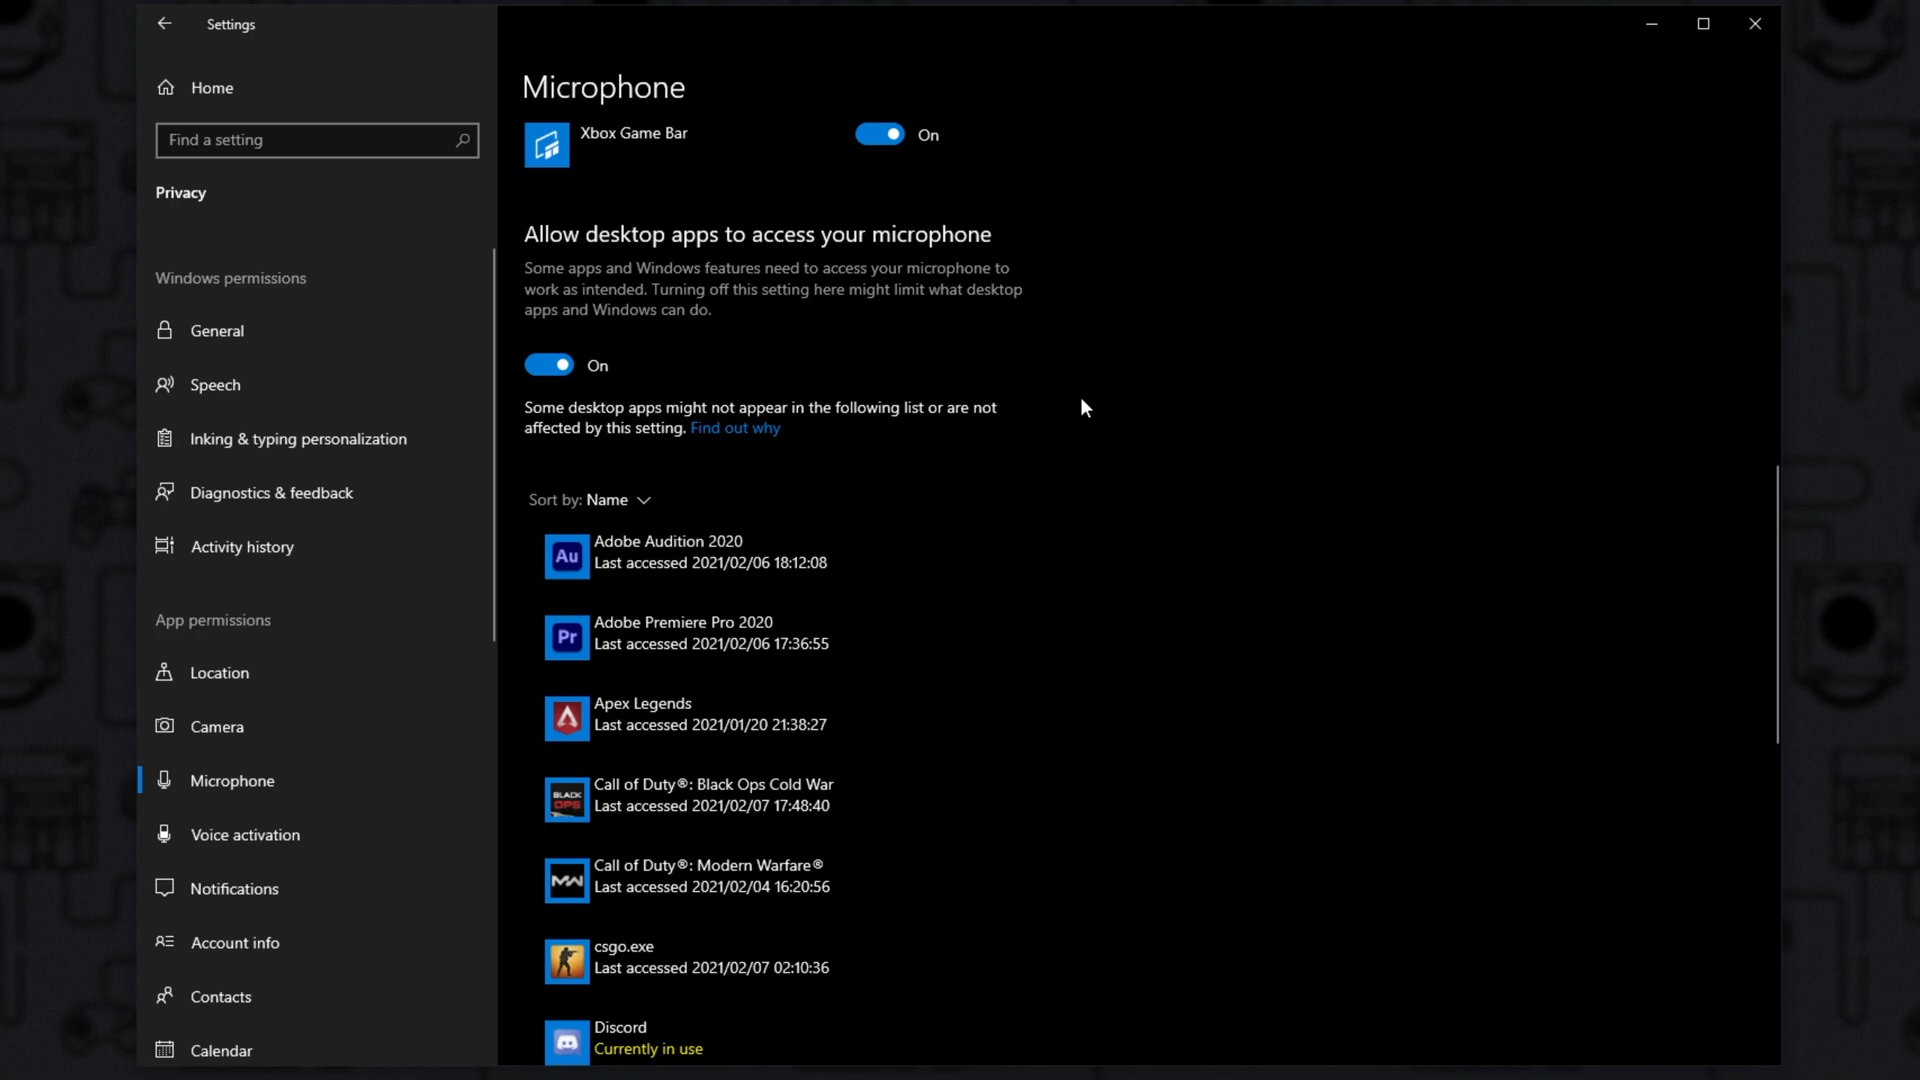 Settings
Home
Find a setting
Privacy
Windows permissions
General
Speech
Inking & typing personalization
Diagnostics & feedback
Activity history
App permissions
Location
Camera
Microphone
Voice activation
Notifications
Account info
Contacts
Calendar
Microphone
Xbox Game Bar
On
Allow desktop apps to access your microphone
Some apps and Windows features need to access your microphone to
work as intended. Turning off this setting here might limit what desktop
apps and Windows can do.
On
Some desktop apps might not appear in the following list or are not
affected by this setting. Find out why
Sort by: Name
Au
Adobe Audition 2020
Last accessed 2021/02/06 18:12:08
Pr
Adobe Premiere Pro 2020
Last accessed 2021/02/06 17:36:55
Apex Legends
Last accessed 2021/01/20 21:38:27
BLACK
OPS
Call of Duty®: Black Ops Cold War
Last accessed 2021/02/07 17:48:40
MW
Call of Duty®: Modern Warfare®
Last accessed 2021/02/04 16:20:56
csgo.exe
Last accessed 2021/02/07 02:10:36
Discord
Currently in use